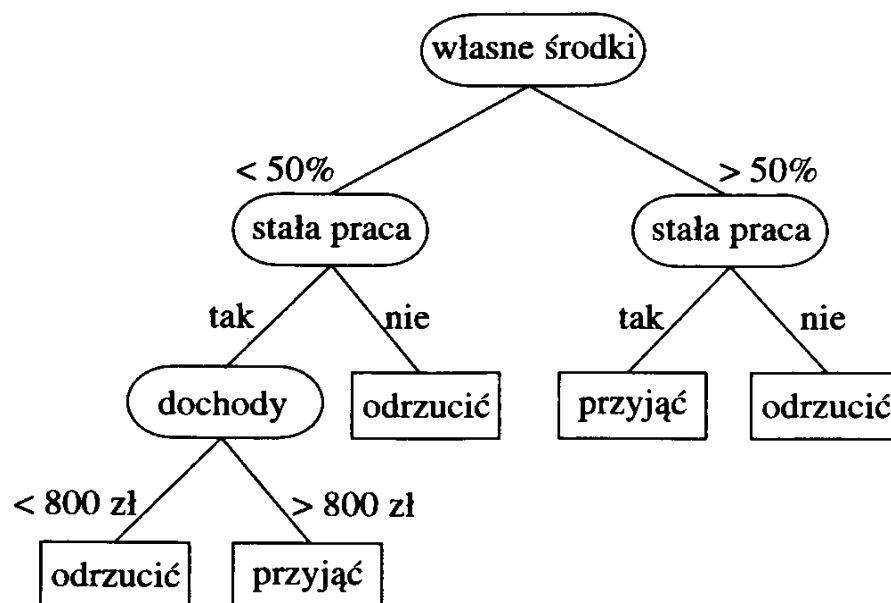 własne środki
< 50%
> 50%
stała praca
stała praca
tak
nie
tak
nie
dochody
odrzucić
przyjąć
odrzucić
< 800 zł
> 800 zł
odrzucić
przyjąć